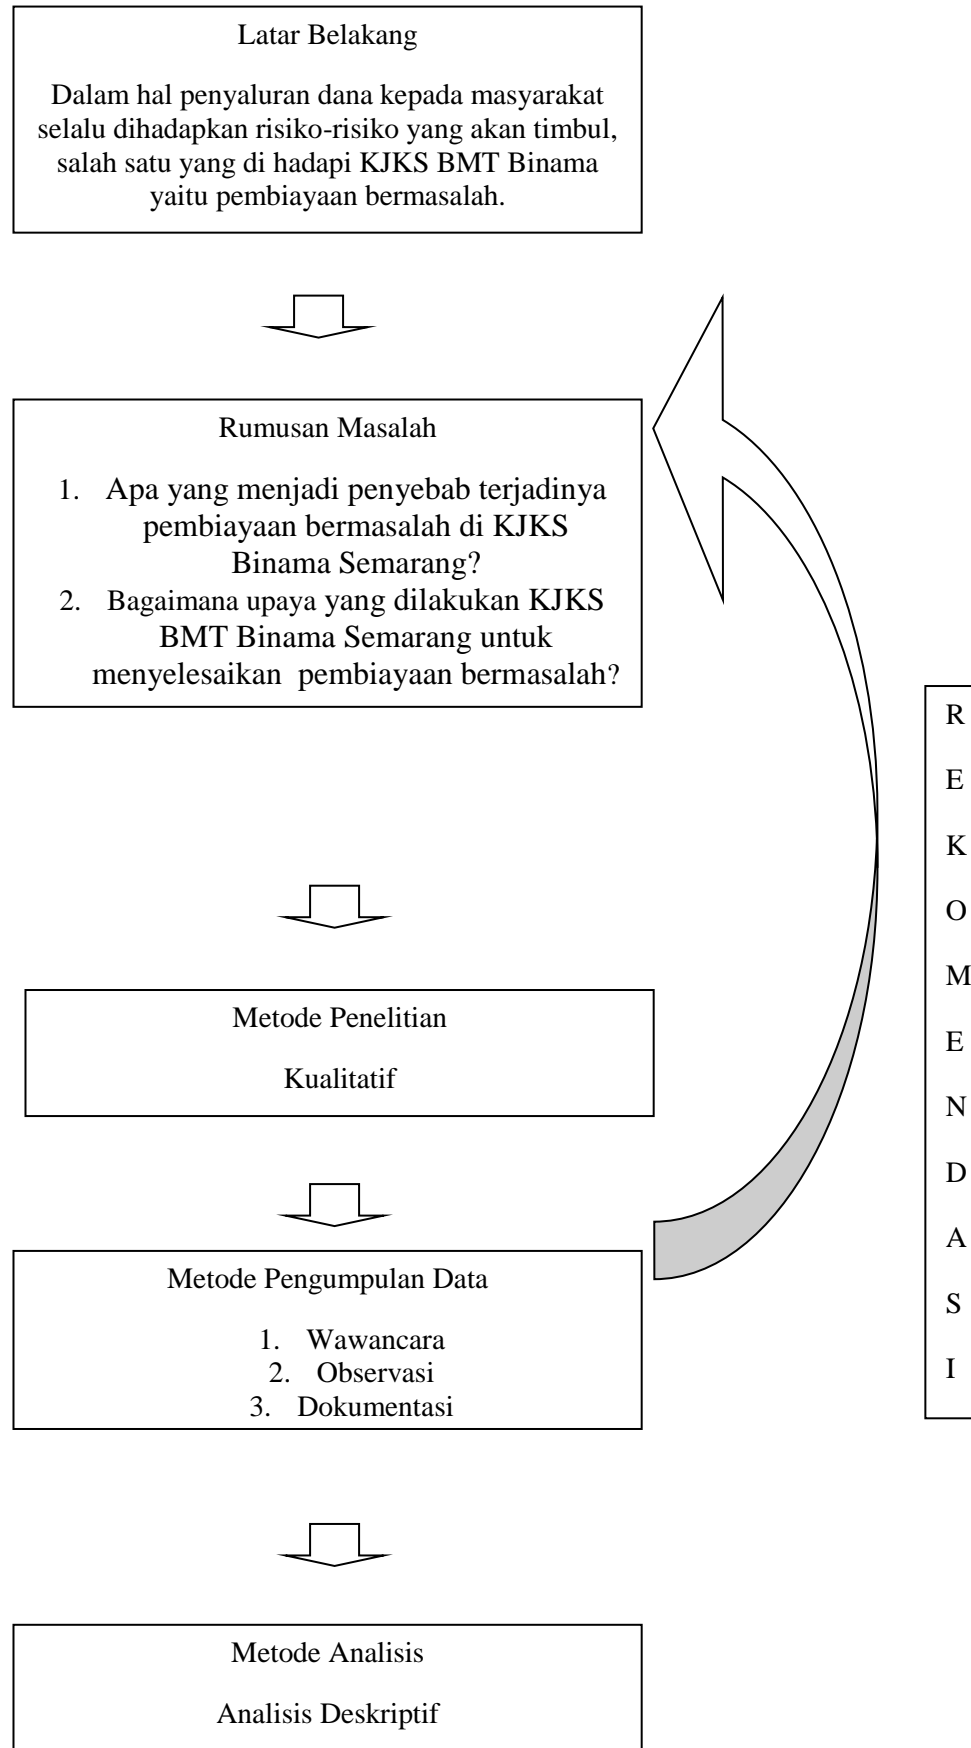 Latar Belakang
Dalam hal penyaluran dana kepada masyarakat
selalu dihadapkan risiko-risiko yang akan timbul,
salah satu yang di hadapi KJKS BMT Binama
yaitu pembiayaan bermasalah.
Rumusan Masalah
1. Apa yang menjadi penyebab terjadinya
pembiayaan bermasalah di KJKS
Binama Semarang?
2. Bagaimana upaya yang dilakukan KJKS
BMT Binama Semarang untuk
menyelesaikan pembiayaan bermasalah?
Metode Penelitian
Kualitatif
Metode Pengumpulan Data
1. Wawancara
2. Observasi
3. Dokumentasi
Metode Analisis
Analisis Deskriptif
R
E
K
O
M
E
N
D
A
S
I